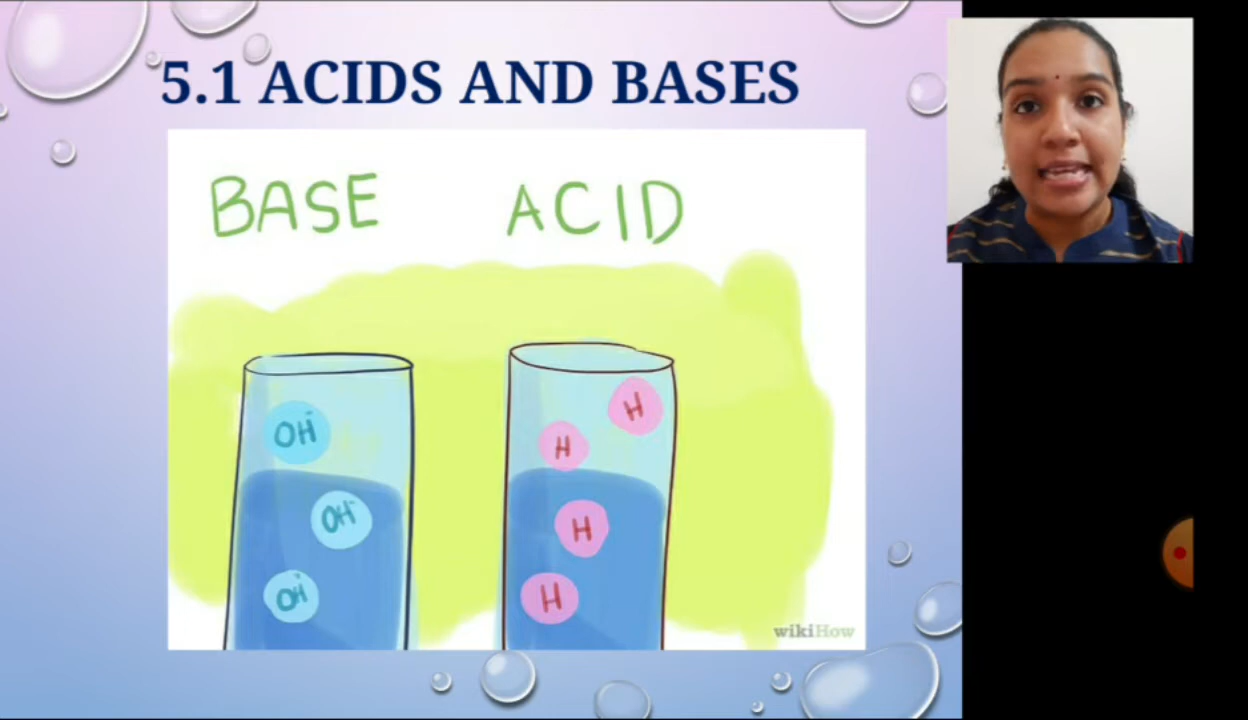 5.1 ACIDS AND BASES
BASE ACID
OH⁻
H
H
OH⁻
H
OH⁻
H
wikiHow